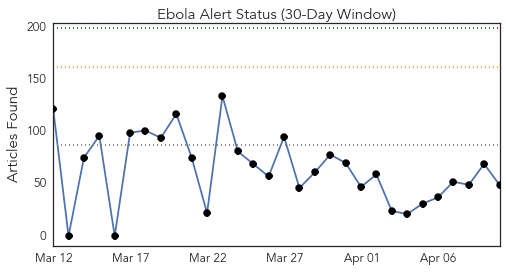 Ebola Alert Status (30-Day Window)
Articles Found
200
150
100
50
0
Mar 12 Mar 17 Mar 22 Mar 27 Apr 01 Apr 06